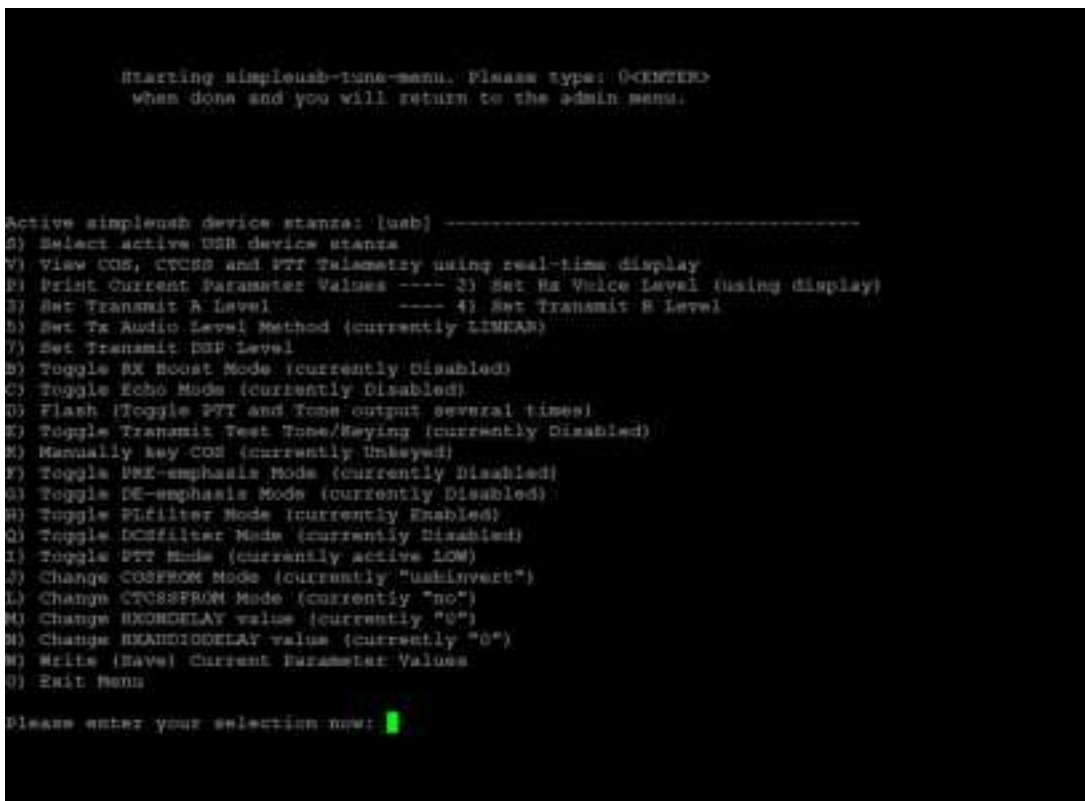 Starting simpleusb-tune-menu. Please type: 0<ENTER>
when done and you will return to the admin menu.
Active simpleusb device stanza: [usb] ----------------------------------------
S) Select active USB device stanza
V) View COS, CTCSS and PTT Telemetry using real-time display
P) Print Current Parameter Values ---- 2) Set Rx Voice Level (using display)
3) Set Transmit A Level ---- 4) Set Transmit B Level
5) Set Tx Audio Level Method (currently LINEAR)
7) Set Transmit DSP Level
B) Toggle RX Boost Mode (currently Disabled)
C) Toggle Echo Mode (currently Disabled)
D) Flash (Toggle PTT and Tone output several times)
E) Toggle Transmit Test Tone/Keying (currently Disabled)
K) Manually key COS (currently Unkeyed)
F) Toggle PRE-emphasis Mode (currently Disabled)
G) Toggle DE-emphasis Mode (currently Disabled)
H) Toggle PLfilter Mode (currently Enabled)
Q) Toggle DCSfilter Mode (currently Disabled)
I) Toggle PTT Mode (currently active LOW)
J) Change COSFROM Mode (currently "usbinvert")
L) Change CTCSSFROM Mode (currently "no")
M) Change RXONDELAY value (currently "0")
N) Change RXAUDIODELAY value (currently "0")
W) Write (Save) Current Parameter Values
0) Exit Menu
Please enter your selection now: